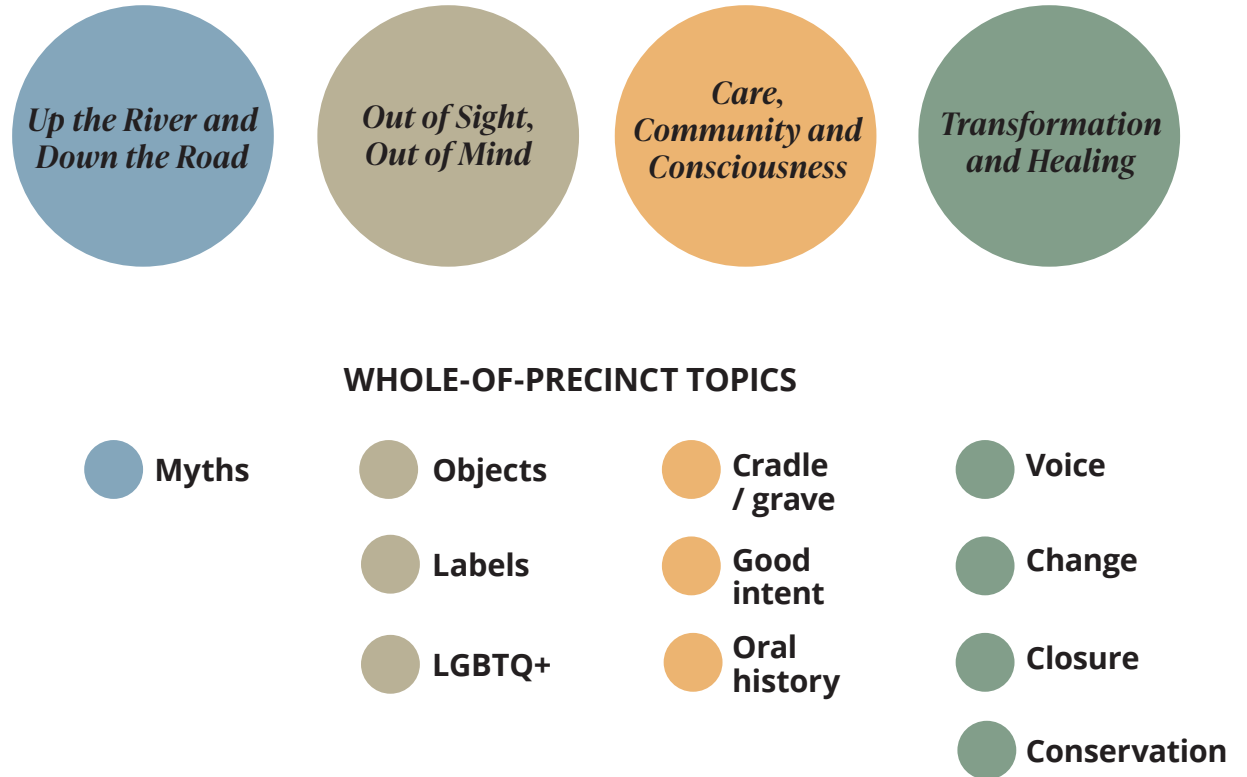 Up the River and
Down the Road
Out of Sight,
Out of Mind
Care,
Community and
Consciousness
Transformation
and Healing
WHOLE-OF-PRECINCT TOPICS
Myths
Objects
Labels
LGBTQ+
Cradle
/ grave
Good
intent
Oral
history
Voice
Change
Closure
Conservation